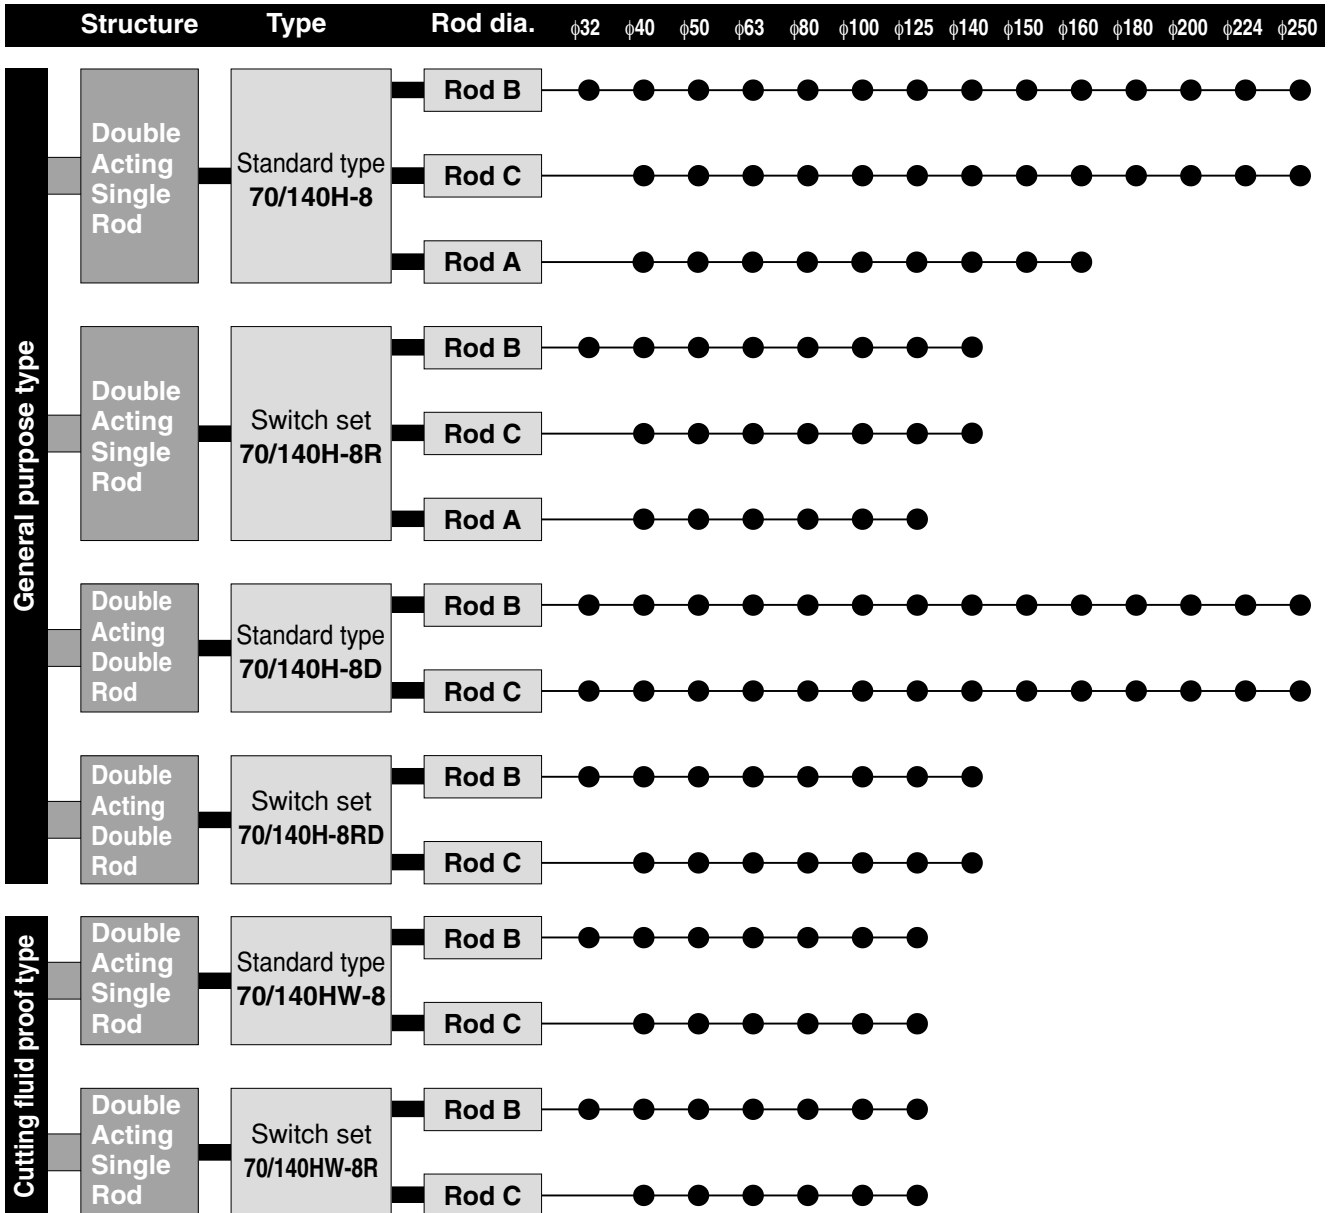 Structure Type Rod dia. ϕ32 ϕ40 ϕ50 ϕ63 ϕ80 ϕ100 ϕ125 ϕ140 ϕ150 ϕ160 ϕ180 ϕ200 ϕ224 ϕ250
General purpose type
Double
Acting
Single
Rod
Standard type
70/140H-8
Rod B
Rod C
Rod A
Double
Acting
Single
Rod
Switch set
70/140H-8R
Rod B
Rod C
Rod A
Double
Acting
Double
Rod
Standard type
70/140H-8D
Rod B
Rod C
Double
Acting
Double
Rod
Switch set
70/140H-8RD
Rod B
Rod C
Cutting fluid proof type
Double
Acting
Single
Rod
Standard type
70/140HW-8
Rod B
Rod C
Double
Acting
Single
Rod
Switch set
70/140HW-8R
Rod B
Rod C